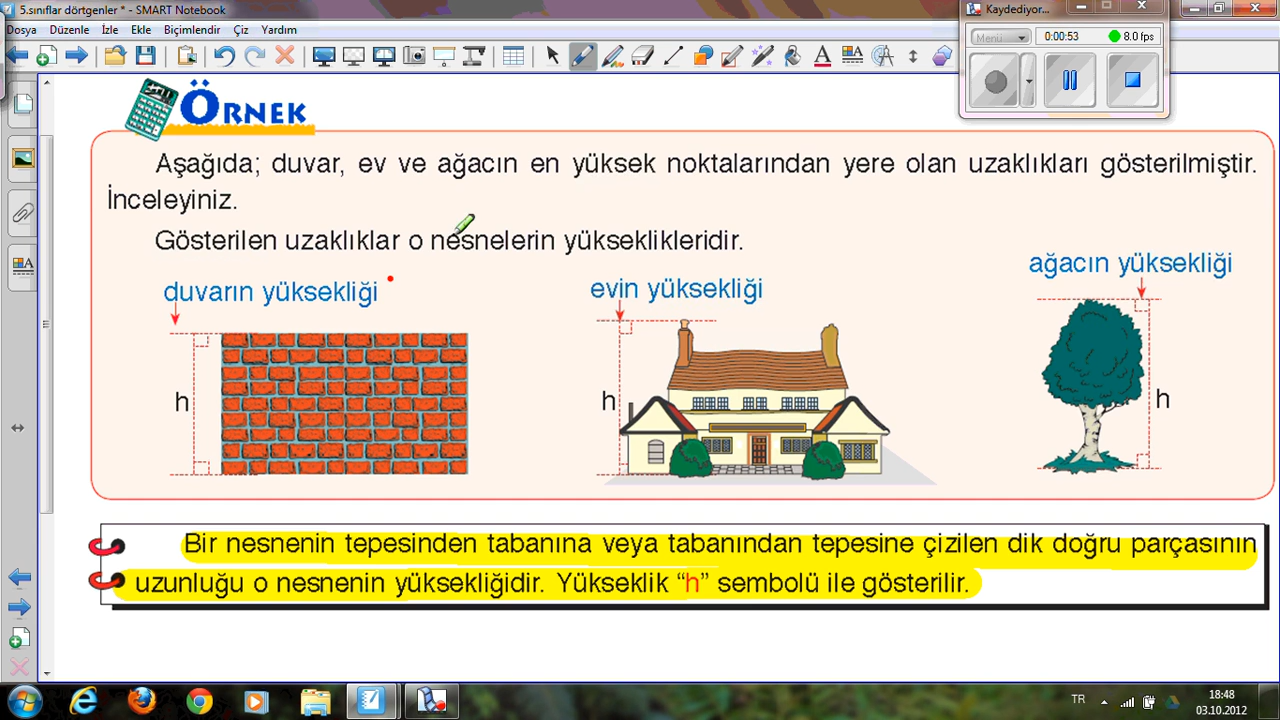 5.sınıflar dörtgenler * - SMART Notebook
Kaydediyor...
Dosya Düzenle İzle Ekle Biçimlendir Çiz Yardım
Menü
0:00:53
8.0 fps
ÖRNEK
Aşağıda; duvar, ev ve ağacın en yüksek noktalarından yere olan uzaklıkları gösterilmiştir.
İnceleyiniz.
Gösterilen uzaklıklar o nesnelerin yükseklikleridir.
duvarın yüksekliği
evin yüksekliği
ağacın yüksekliği
h
h
h
Bir nesnenin tepesinden tabanına veya tabanından tepesine çizilen dik doğru parçasının
uzunluğu o nesnenin yüksekliğidir. Yükseklik “h” sembolü ile gösterilir.
TR
18:48
03.10.2012